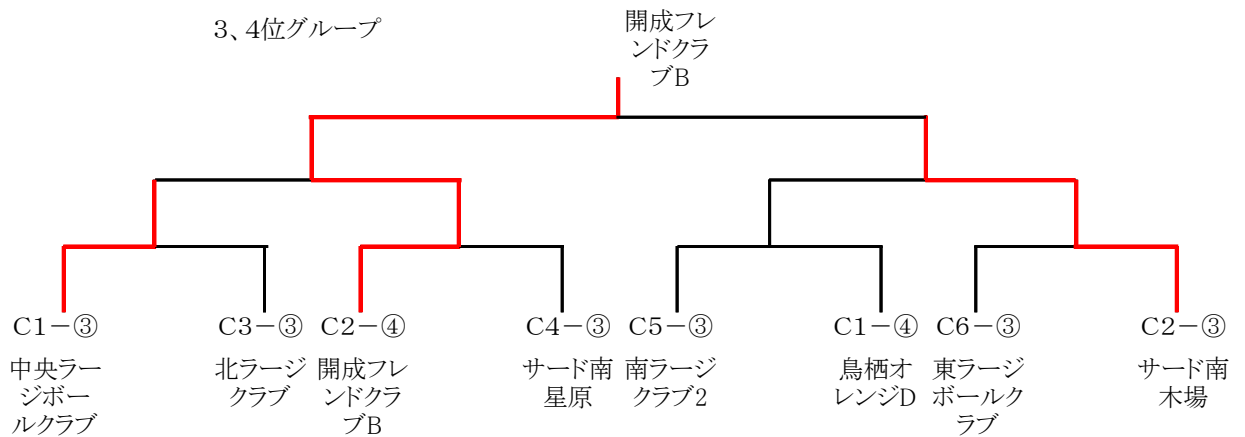 3、4位グループ
開成フレ
ンドクラ
ブB
C1－③
C3－③
C2－④
C4－③
C5－③
C1－④
C6－③
C2－③
中央ラー
ジボー
ルクラブ
北ラージ
クラブ
開成フレ
ンドクラ
ブB
サード南
星原
南ラージ
クラブ2
鳥栖オ
レンジD
東ラージ
ボールク
ラブ
サード南
木場